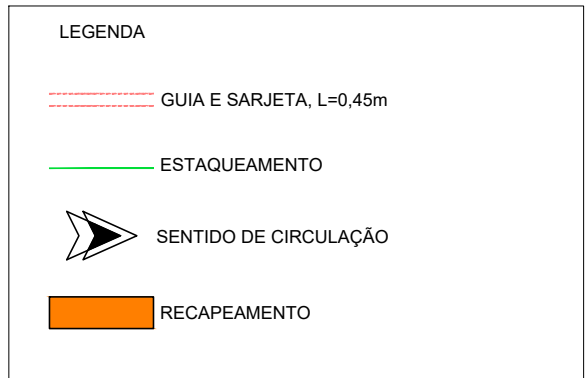 LEGENDA
GUIA E SARJETA, L=0,45m
ESTAQUEAMENTO
SENTIDO DE CIRCULAÇÃO
RECAPEAMENTO